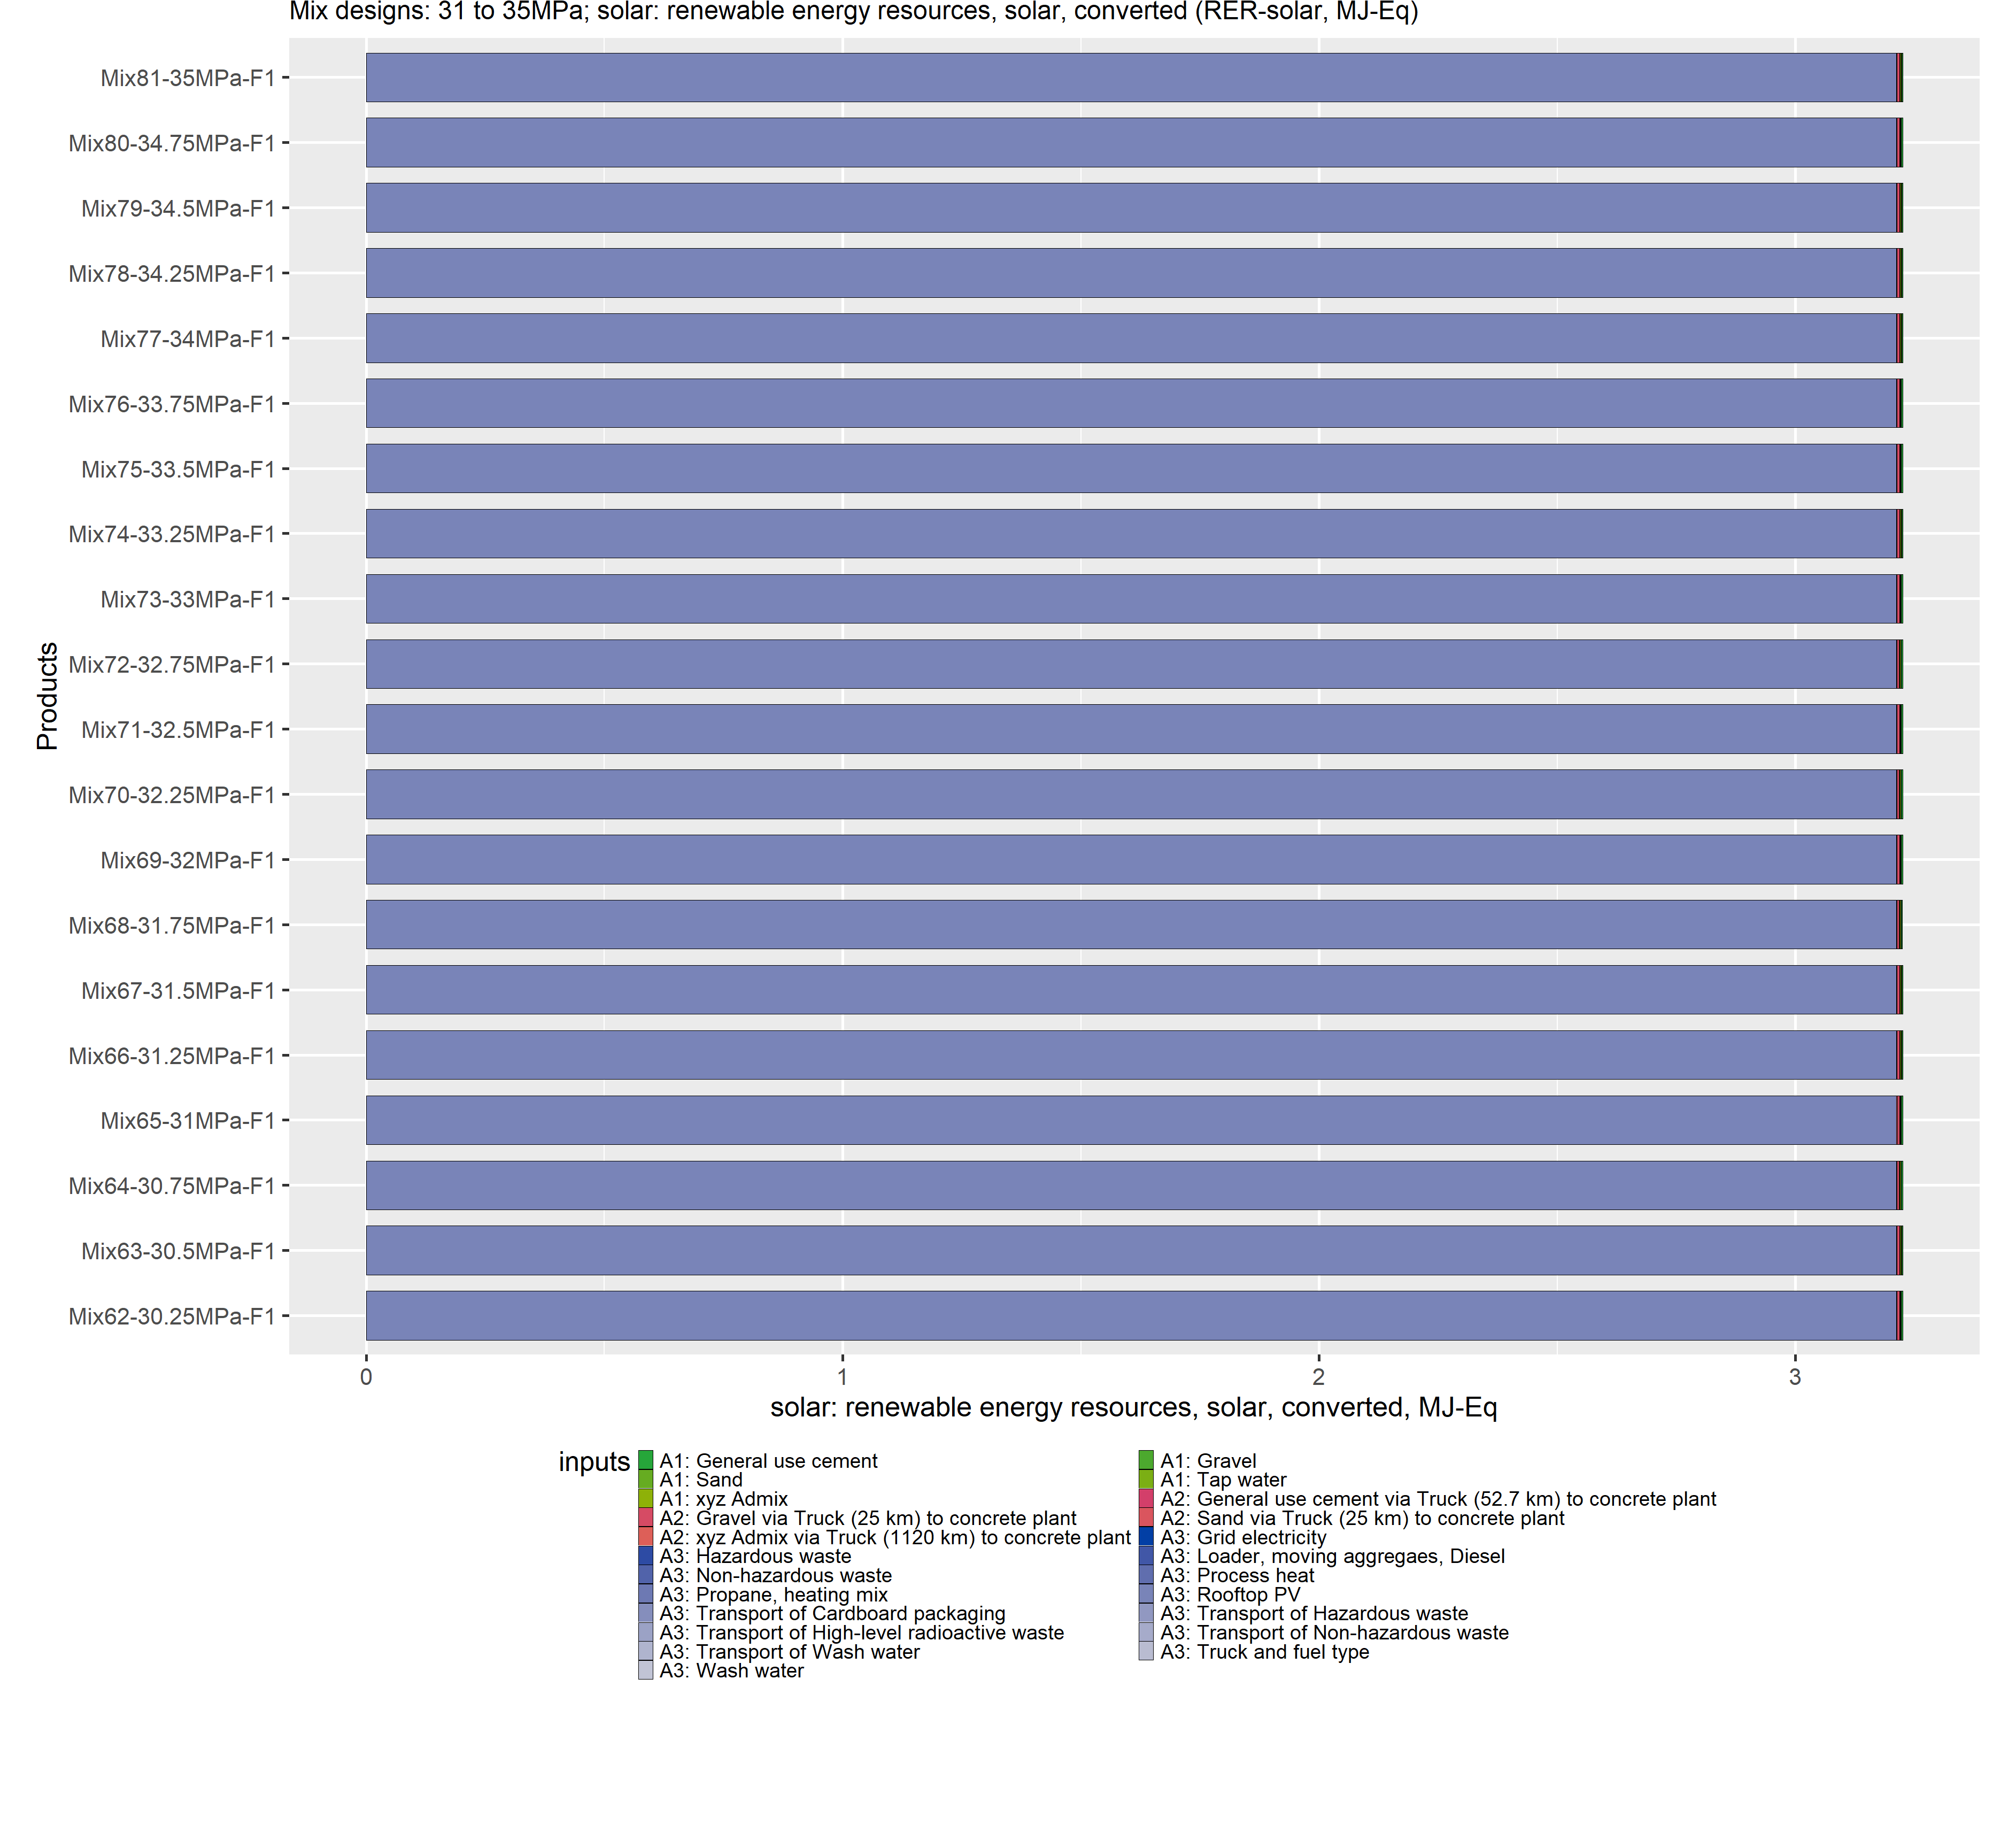 Mix designs: 31 to 35MPa; solar: renewable energy resources, solar, converted (RER-solar, MJ-Eq)
Mix81-35MPa-F1
Mix80-34.75MPa-F1
Mix79-34.5MPa-F1
Mix78-34.25MPa-F1
Mix77-34MPa-F1
Mix76-33.75MPa-F1
Mix75-33.5MPa-F1
Mix74-33.25MPa-F1
Mix73-33MPa-F1
Mix72-32.75MPa-F1
Mix71-32.5MPa-F1
Mix70-32.25MPa-F1
Mix69-32MPa-F1
Mix68-31.75MPa-F1
Mix67-31.5MPa-F1
Mix66-31.25MPa-F1
Mix65-31MPa-F1
Mix64-30.75MPa-F1
Mix63-30.5MPa-F1
Mix62-30.25MPa-F1
Products
0 1 2 3
solar: renewable energy resources, solar, converted, MJ-Eq
inputs
A1: General use cement A1: Gravel
A1: Sand A1: Tap water
A1: xyz Admix A2: General use cement via Truck (52.7 km) to concrete plant
A2: Gravel via Truck (25 km) to concrete plant A2: Sand via Truck (25 km) to concrete plant
A2: xyz Admix via Truck (1120 km) to concrete plant A3: Grid electricity
A3: Hazardous waste A3: Loader, moving aggregaes, Diesel
A3: Non-hazardous waste A3: Process heat
A3: Propane, heating mix A3: Rooftop PV
A3: Transport of Cardboard packaging A3: Transport of Hazardous waste
A3: Transport of High-level radioactive waste A3: Transport of Non-hazardous waste
A3: Transport of Wash water A3: Truck and fuel type
A3: Wash water